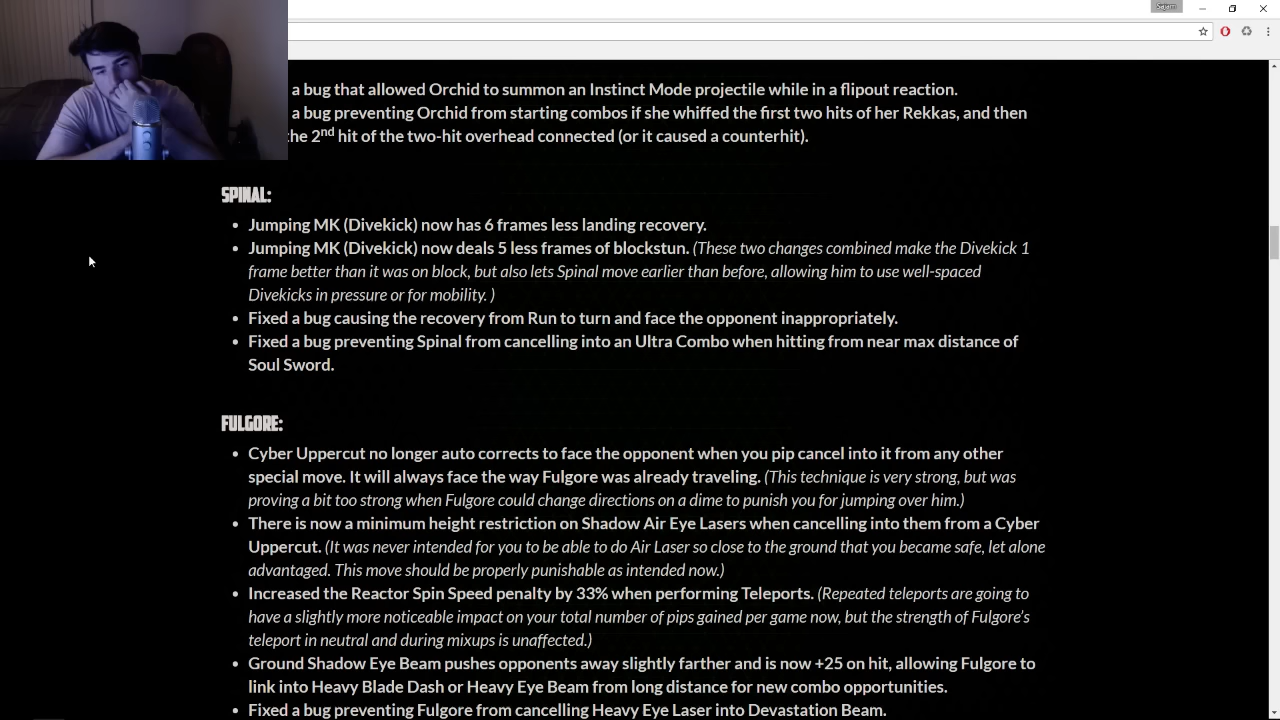 Sajam
a bug that allowed Orchid to summon an Instinct Mode projectile while in a flipout reaction.
a bug preventing Orchid from starting combos if she whiffed the first two hits of her Rekkas, and then
the 2nd hit of the two-hit overhead connected (or it caused a counterhit).
SPINAL:
• Jumping MK (Divekick) now has 6 frames less landing recovery.
• Jumping MK (Divekick) now deals 5 less frames of blockstun. (These two changes combined make the Divekick 1
frame better than it was on block, but also lets Spinal move earlier than before, allowing him to use well-spaced
Divekicks in pressure or for mobility. )
• Fixed a bug causing the recovery from Run to turn and face the opponent inappropriately.
• Fixed a bug preventing Spinal from cancelling into an Ultra Combo when hitting from near max distance of
Soul Sword.
FULGORE:
• Cyber Uppercut no longer auto corrects to face the opponent when you pip cancel into it from any other
special move. It will always face the way Fulgore was already traveling. (This technique is very strong, but was
proving a bit too strong when Fulgore could change directions on a dime to punish you for jumping over him.)
• There is now a minimum height restriction on Shadow Air Eye Lasers when cancelling into them from a Cyber
Uppercut. (It was never intended for you to be able to do Air Laser so close to the ground that you became safe, let alone
advantaged. This move should be properly punishable as intended now.)
• Increased the Reactor Spin Speed penalty by 33% when performing Teleports. (Repeated teleports are going to
have a slightly more noticeable impact on your total number of pips gained per game now, but the strength of Fulgore's
teleport in neutral and during mixups is unaffected.)
• Ground Shadow Eye Beam pushes opponents away slightly farther and is now +25 on hit, allowing Fulgore to
link into Heavy Blade Dash or Heavy Eye Beam from long distance for new combo opportunities.
• Fixed a bug preventing Fulgore from cancelling Heavy Eye Laser into Devastation Beam.